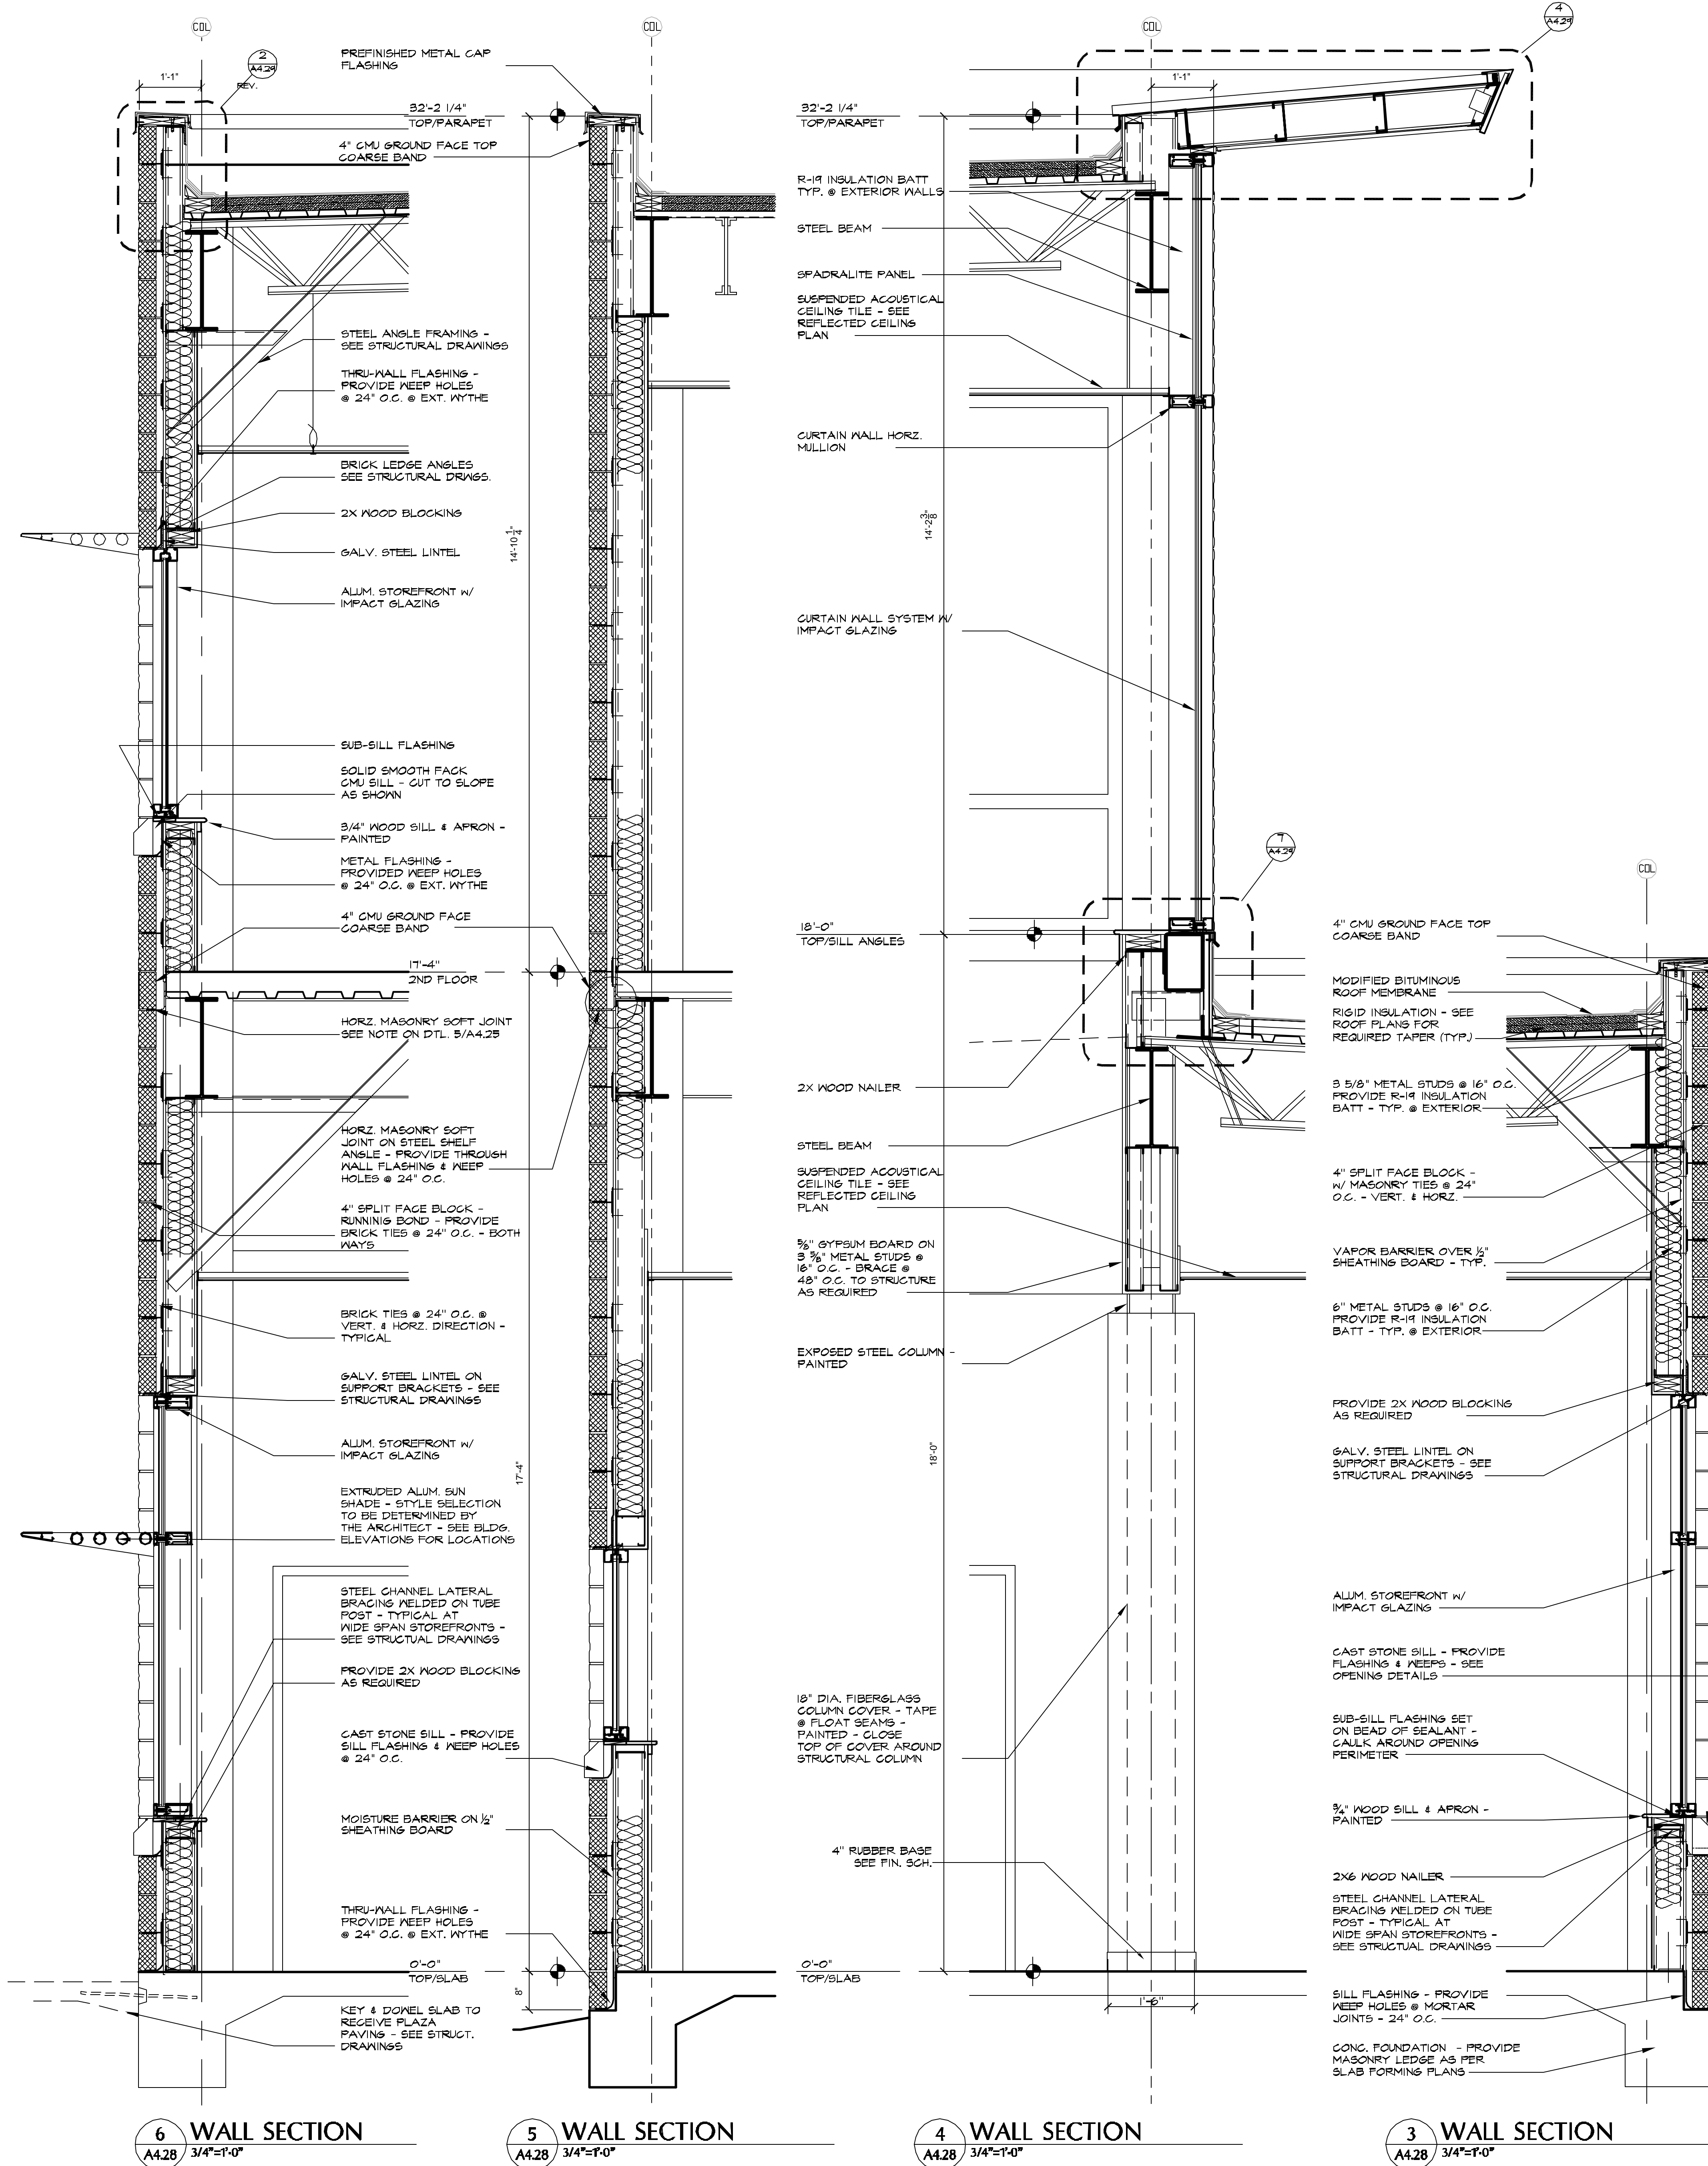 COL
1'-1"
2
A4.29
REV.
PREFINISHED METAL CAP
FLASHING
32'-2 1/4"
TOP/PARAPET
4" CMU GROUND FACE TOP
COARSE BAND
STEEL ANGLE FRAMING -
SEE STRUCTURAL DRAWINGS
THRU-WALL FLASHING -
PROVIDE WEEP HOLES
@ 24" O.C. @ EXT. WYTHE
BRICK LEDGE ANGLES
SEE STRUCTURAL DRWGS.
2X WOOD BLOCKING
GALV. STEEL LINTEL
ALUM. STOREFRONT w/
IMPACT GLAZING
SUB-SILL FLASHING
SOLID SMOOTH FACK
CMU SILL - CUT TO SLOPE
AS SHOWN
3/4" WOOD SILL & APRON -
PAINTED
METAL FLASHING -
PROVIDED WEEP HOLES
@ 24" O.C. @ EXT. WYTHE
4" CMU GROUND FACE
COARSE BAND
17'-4"
2ND FLOOR
HORZ. MASONRY SOFT JOINT
SEE NOTE ON DTL. 5/A4.25
HORZ. MASONRY SOFT
JOINT ON STEEL SHELF
ANGLE - PROVIDE THROUGH
WALL FLASHING & WEEP
HOLES @ 24" O.C.
4" SPLIT FACE BLOCK -
RUNNING BOND - PROVIDE
BRICK TIES @ 24" O.C. - BOTH
WAYS
BRICK TIES @ 24" O.C. @
VERT. & HORZ. DIRECTION -
TYPICAL
GALV. STEEL LINTEL ON
SUPPORT BRACKETS - SEE
STRUCTURAL DRAWINGS
ALUM. STOREFRONT w/
IMPACT GLAZING
EXTRUDED ALUM. SUN
SHADE - STYLE SELECTION
TO BE DETERMINED BY
THE ARCHITECT - SEE BLDG.
ELEVATIONS FOR LOCATIONS
STEEL CHANNEL LATERAL
BRACING WELDED ON TUBE
POST - TYPICAL AT
WIDE SPAN STOREFRONTS -
SEE STRUCTUAL DRAWINGS
PROVIDE 2X WOOD BLOCKING
AS REQUIRED
CAST STONE SILL - PROVIDE
SILL FLASHING & WEEP HOLES
@ 24" O.C.
MOISTURE BARRIER ON ½"
SHEATHING BOARD
THRU-WALL FLASHING -
PROVIDE WEEP HOLES
@ 24" O.C. @ EXT. WYTHE
0'-0"
TOP/SLAB
KEY & DOWEL SLAB TO
RECEIVE PLAZA
PAVING - SEE STRUCT.
DRAWINGS
6
A4.28
WALL SECTION
3/4"=1'-0"
COL
14'-10 1/4"
17'-4"
8"
5
A4.28
WALL SECTION
3/4"=1'-0"
COL
4
A4.29
1'-1"
32'-2 1/4"
TOP/PARAPET
R-19 INSULATION BATT
TYP. @ EXTERIOR WALLS
STEEL BEAM
SPADRALITE PANEL
SUSPENDED ACOUSTICAL
CEILING TILE - SEE
REFLECTED CEILING
PLAN
CURTAIN WALL HORZ.
MULLION
14'-2 3/8"
CURTAIN WALL SYSTEM W/
IMPACT GLAZING
7
A4.29
18'-0"
TOP/SILL ANGLES
2X WOOD NAILER
STEEL BEAM
SUSPENDED ACOUSTICAL
CEILING TILE - SEE
REFLECTED CEILING
PLAN
⅝" GYPSUM BOARD ON
3 ⅝" METAL STUDS @
16" O.C. - BRACE @
48" O.C. TO STRUCTURE
AS REQUIRED
EXPOSED STEEL COLUMN -
PAINTED
18'-0"
18" DIA. FIBERGLASS
COLUMN COVER - TAPE
@ FLOAT SEAMS -
PAINTED - CLOSE
TOP OF COVER AROUND
STRUCTURAL COLUMN
4" RUBBER BASE
SEE FIN. SCH.
0'-0"
TOP/SLAB
1'-6"
4
A4.28
WALL SECTION
3/4"=1'-0"
COL
4" CMU GROUND FACE TOP
COARSE BAND
MODIFIED BITUMINOUS
ROOF MEMBRANE
RIGID INSULATION - SEE
ROOF PLANS FOR
REQUIRED TAPER (TYP.)
3 5/8" METAL STUDS @ 16" O.C.
PROVIDE R-19 INSULATION
BATT - TYP. @ EXTERIOR
4" SPLIT FACE BLOCK -
w/ MASONRY TIES @ 24"
O.C. - VERT. & HORZ.
VAPOR BARRIER OVER ½"
SHEATHING BOARD - TYP.
6" METAL STUDS @ 16" O.C.
PROVIDE R-19 INSULATION
BATT - TYP. @ EXTERIOR
PROVIDE 2X WOOD BLOCKING
AS REQUIRED
GALV. STEEL LINTEL ON
SUPPORT BRACKETS - SEE
STRUCTURAL DRAWINGS
ALUM. STOREFRONT w/
IMPACT GLAZING
CAST STONE SILL - PROVIDE
FLASHING & WEEPS - SEE
OPENING DETAILS
SUB-SILL FLASHING SET
ON BEAD OF SEALANT -
CAULK AROUND OPENING
PERIMETER
¾" WOOD SILL & APRON -
PAINTED
2X6 WOOD NAILER
STEEL CHANNEL LATERAL
BRACING WELDED ON TUBE
POST - TYPICAL AT
WIDE SPAN STOREFRONTS -
SEE STRUCTUAL DRAWINGS
SILL FLASHING - PROVIDE
WEEP HOLES @ MORTAR
JOINTS - 24" O.C.
CONC. FOUNDATION - PROVIDE
MASONRY LEDGE AS PER
SLAB FORMING PLANS
3
A4.28
WALL SECTION
3/4"=1'-0"